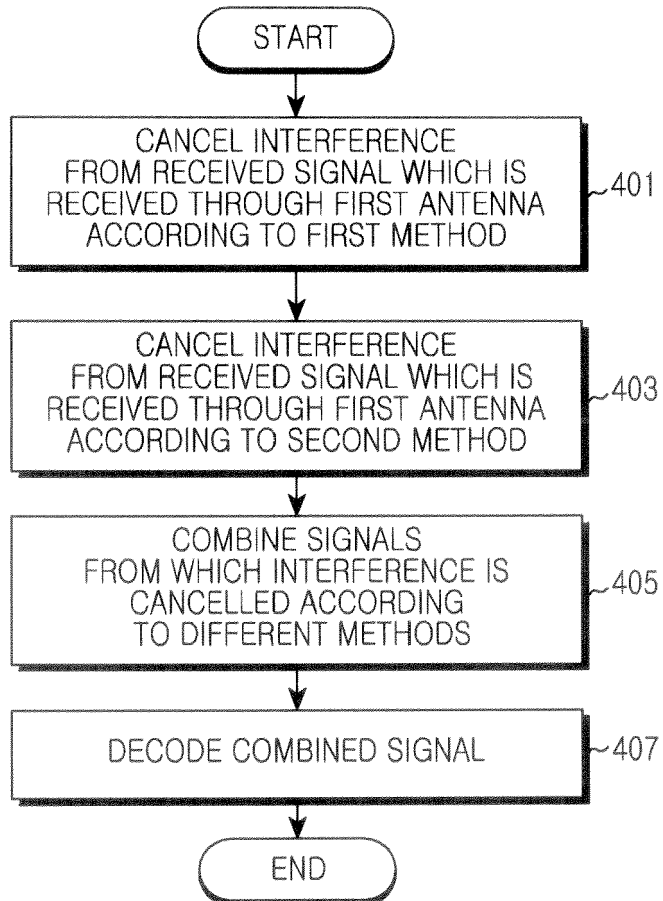 START
CANCEL INTERFERENCE
FROM RECEIVED SIGNAL WHICH IS
RECEIVED THROUGH FIRST ANTENNA
ACCORDING TO FIRST METHOD
401
CANCEL INTERFERENCE
FROM RECEIVED SIGNAL WHICH IS
RECEIVED THROUGH FIRST ANTENNA
ACCORDING TO SECOND METHOD
403
COMBINE SIGNALS
FROM WHICH INTERFERENCE IS
CANCELLED ACCORDING
TO DIFFERENT METHODS
405
DECODE COMBINED SIGNAL
407
END